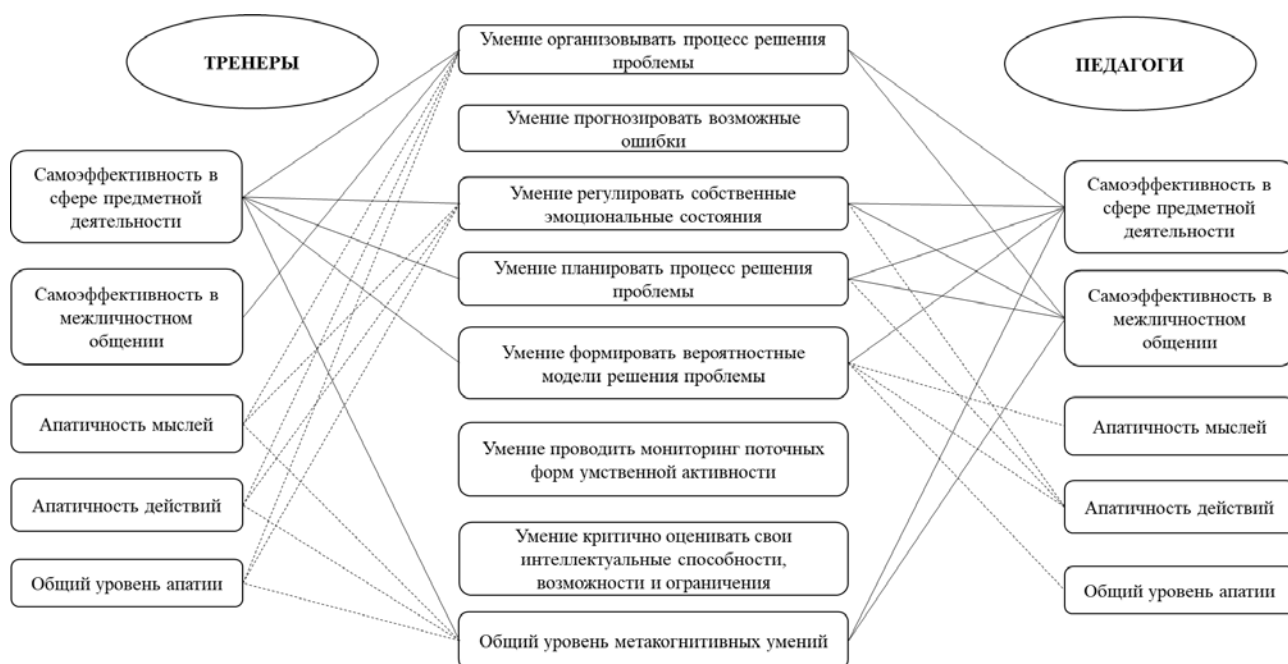 ТРЕНЕРЫ
Самоэффективность в
сфере предметной
деятельности
Самоэффективность в
межличностном
общении
Апатичность мыслей
Апатичность действий
Общий уровень апатии
Умение организовывать процесс решения
проблемы
Умение прогнозировать возможные
ошибки
Умение регулировать собственные
эмоциональные состояния
Умение планировать процесс решения
проблемы
Умение формировать вероятностные
модели решения проблемы
Умение проводить мониторинг поточных
форм умственной активности
Умение критично оценивать свои
интеллектуальные способности,
возможности и ограничения
Общий уровень метакогнитивных умений
ПЕДАГОГИ
Самоэффективность в
сфере предметной
деятельности
Самоэффективность в
межличностном
общении
Апатичность мыслей
Апатичность действий
Общий уровень апатии